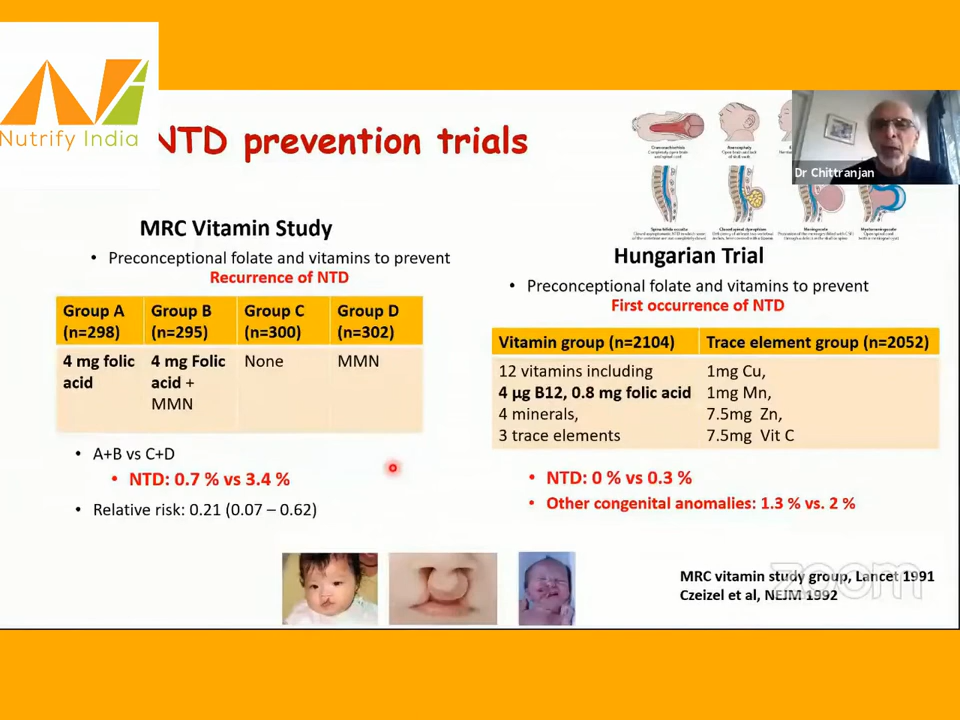 Nutrify India
NTD prevention trials
Dr Chittranjan
MRC Vitamin Study
• Preconceptional folate and vitamins to prevent
Recurrence of NTD
Group A (n=298)
Group B (n=295)
Group C (n=300)
Group D (n=302)
4 mg folic acid
4 mg Folic acid + MMN
None
MMN
• A+B vs C+D
• NTD: 0.7 % vs 3.4 %
• Relative risk: 0.21 (0.07 – 0.62)
Hungarian Trial
• Preconceptional folate and vitamins to prevent
First occurrence of NTD
Vitamin group (n=2104)
Trace element group (n=2052)
12 vitamins including
4 µg B12, 0.8 mg folic acid
4 minerals,
3 trace elements
1mg Cu,
1mg Mn,
7.5mg Zn,
7.5mg Vit C
• NTD: 0 % vs 0.3 %
• Other congenital anomalies: 1.3 % vs. 2 %
MRC vitamin study group, Lancet 1991
Czeizel et al, NEJM 1992
zoom